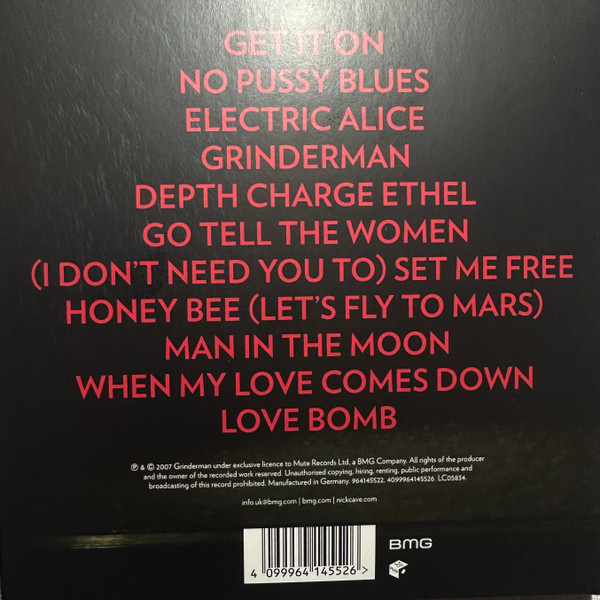 GET IT ON
NO PUSSY BLUES
ELECTRIC ALICE
GRINDERMAN
DEPTH CHARGE ETHEL
GO TELL THE WOMEN
(I DON'T NEED YOU TO) SET ME FREE
HONEY BEE (LET'S FLY TO MARS)
MAN IN THE MOON
WHEN MY LOVE COMES DOWN
LOVE BOMB
℗ & © 2007 Grinderman under exclusive licence to Mute Records Ltd, a BMG Company. All rights of the producer
and the owner of the recorded work reserved. Unauthorised copying, hiring, renting, public performance and
broadcasting of this record prohibited. Manufactured in Germany. 964145522. 4099964145526. LC05834.
info.uk@bmg.com | bmg.com | nickcave.com
BMG
4 099964 145526 >